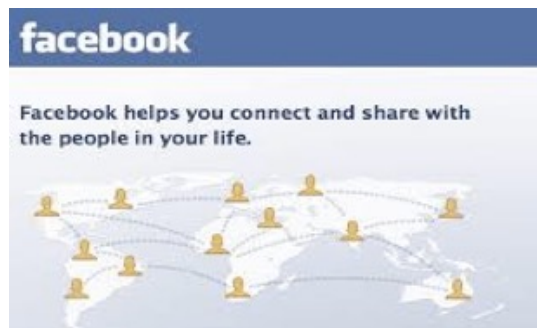 facebook
Facebook helps you connect and share with
the people in your life.